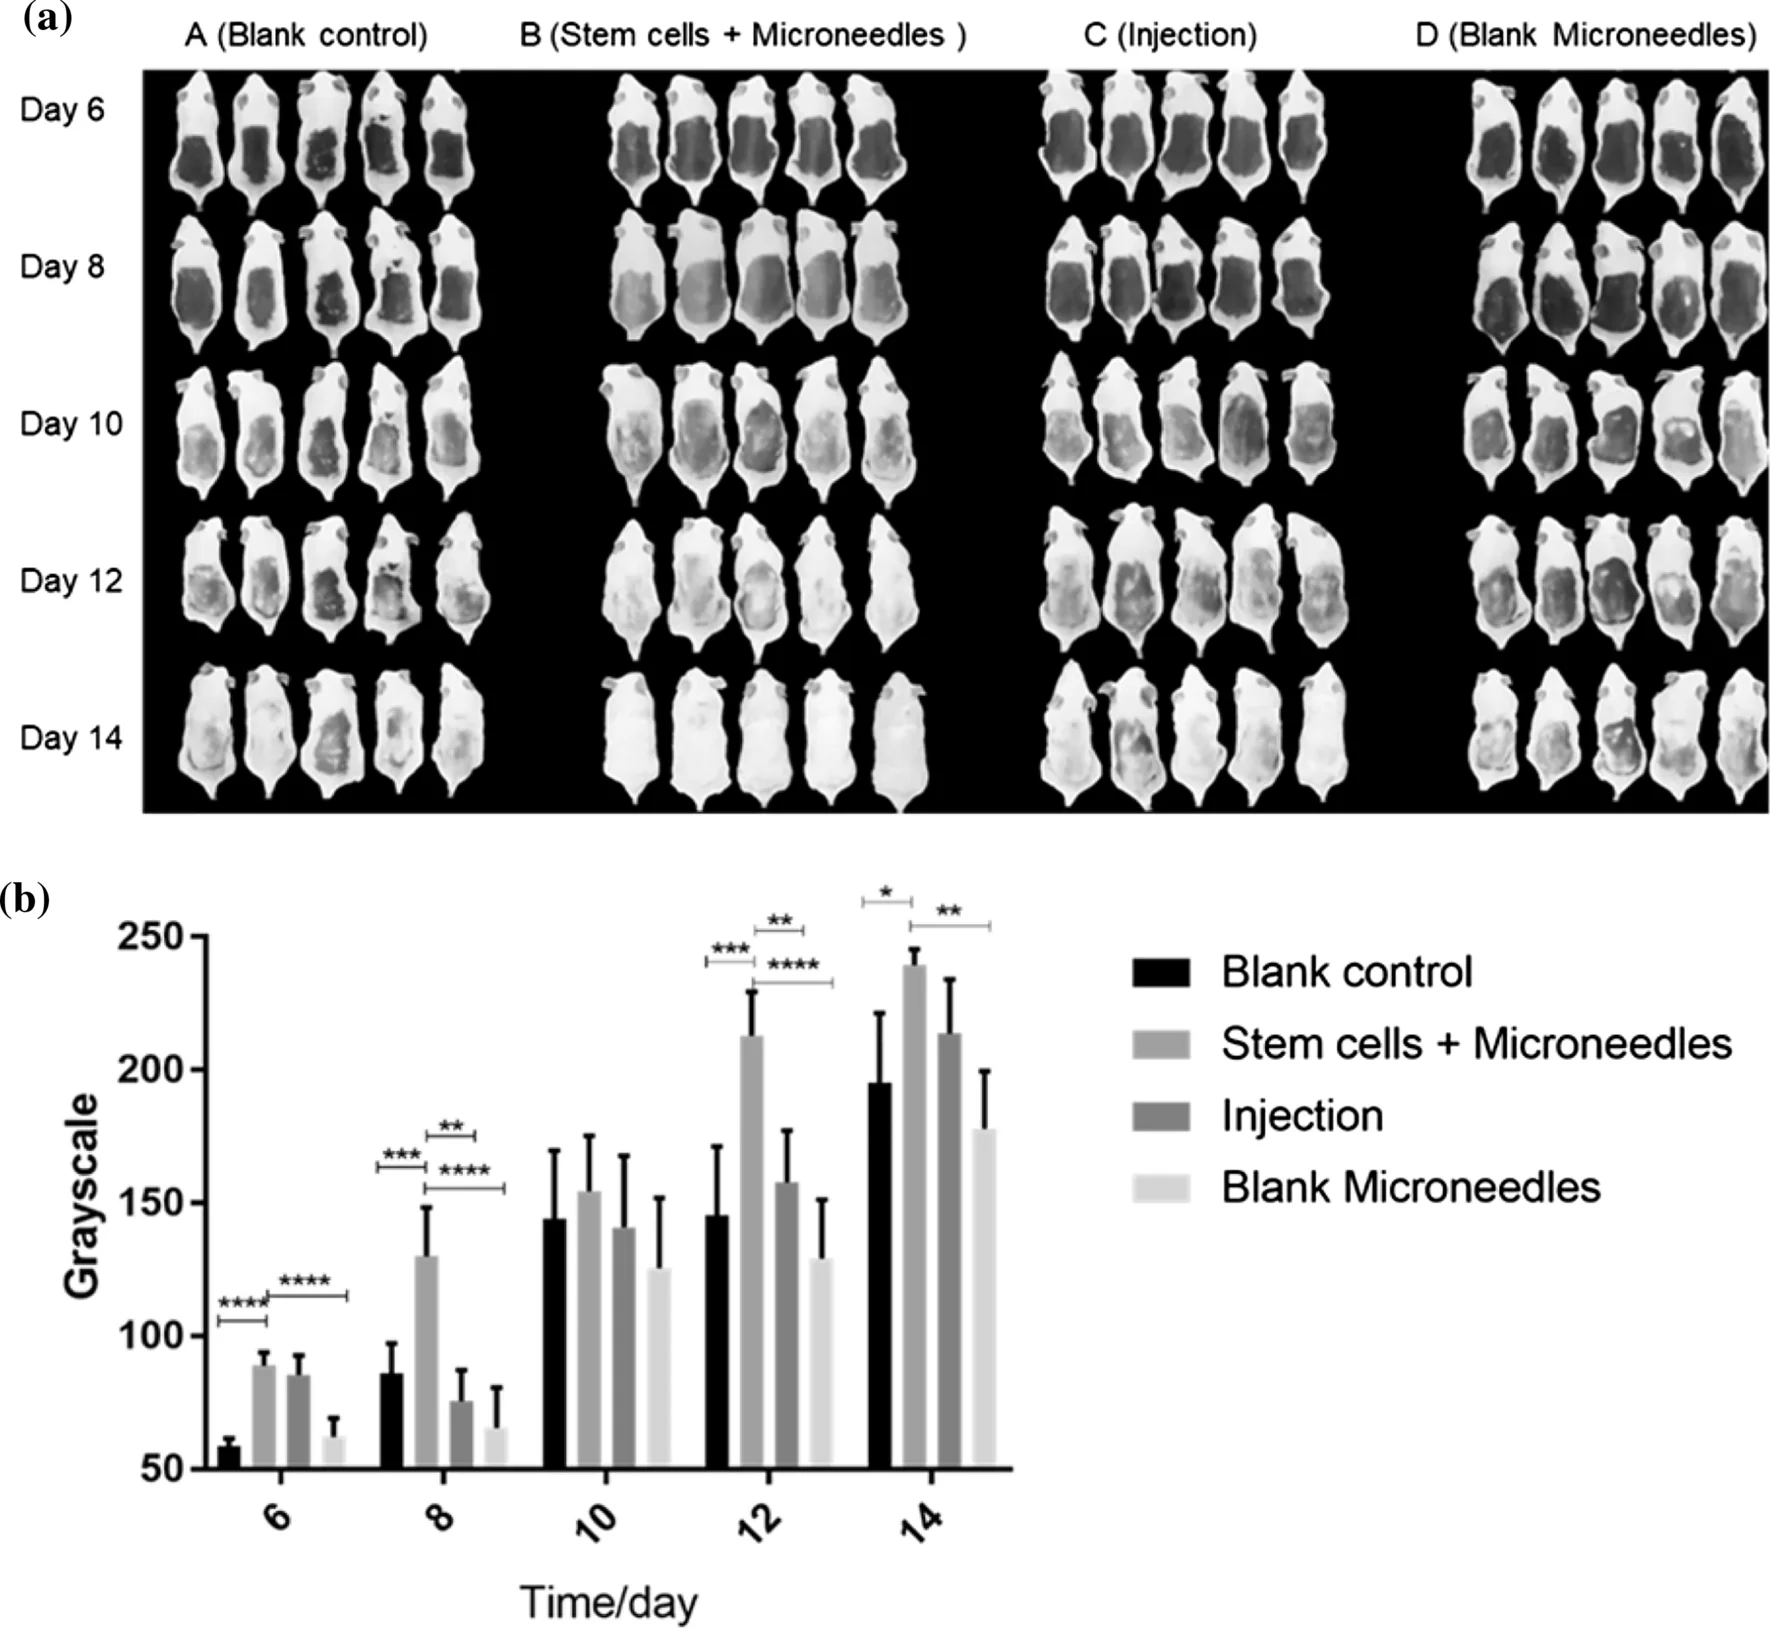 (a)
A (Blank control) B (Stem cells + Microneedles ) C (Injection) D (Blank Microneedles)
Day 6
Day 8
Day 10
Day 12
Day 14
(b)
Grayscale
250
200
150
100
50
****
****
***
**
****
***
**
****
*
**
6 8 10 12 14
Time/day
Blank control
Stem cells + Microneedles
Injection
Blank Microneedles